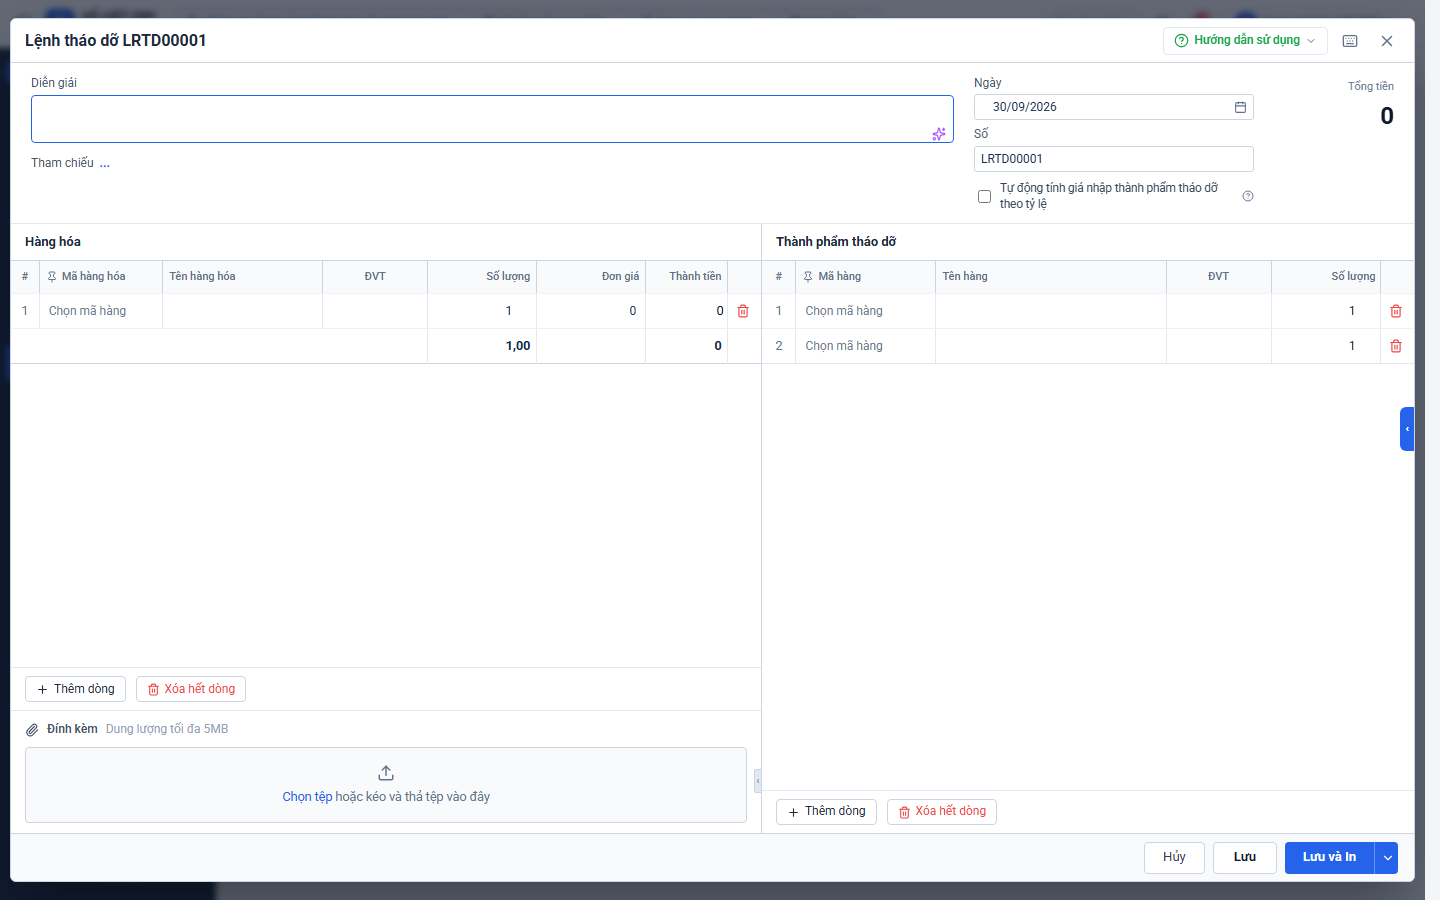 Lệnh tháo dỡ LRTD00001
Hướng dẫn sử dụng
Diễn giải
Tham chiếu ...
Ngày
30/09/2026
Số
LRTD00001
Tự động tính giá nhập thành phẩm tháo dỡ
theo tỷ lệ
Tổng tiền
0
Hàng hóa
# Mã hàng hóa Tên hàng hóa ĐVT Số lượng Đơn giá Thành tiền
1 Chọn mã hàng 1 0 0
1,00 0
Thành phẩm tháo dỡ
# Mã hàng Tên hàng ĐVT Số lượng
1 Chọn mã hàng 1
2 Chọn mã hàng 1
Thêm dòng Xóa hết dòng
Đính kèm Dung lượng tối đa 5MB
Chọn tệp hoặc kéo và thả tệp vào đây
Thêm dòng Xóa hết dòng
Hủy Lưu Lưu và In